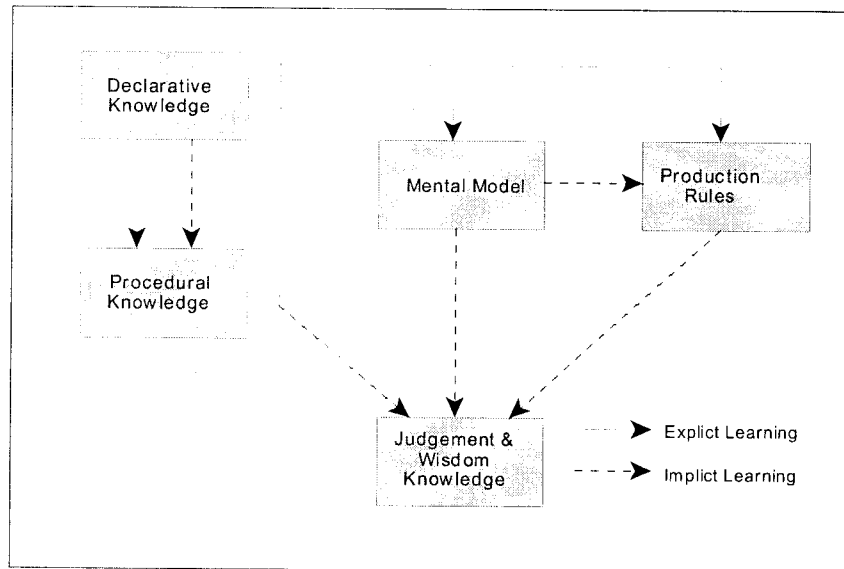 Declarative
Knowledge
Mental Model
Production
Rules
Procedural
Knowledge
Judgement &
Wisdom
Knowledge
Explict Learning
Implict Learning